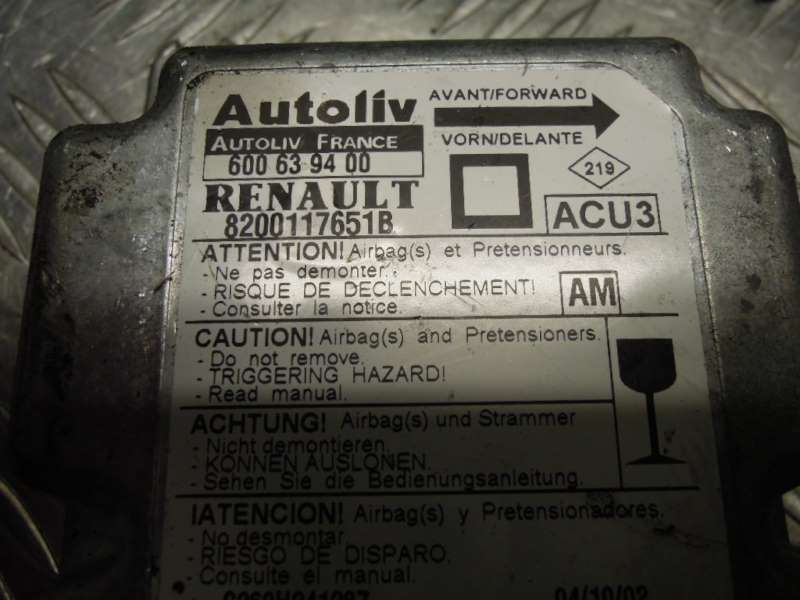 Autoliv
AVANT/FORWARD
VORN/DELANTE
AUTOLIV FRANCE
600 63 94 00
219
RENAULT
8200117651B
ACU3
ATTENTION! Airbag(s) et Pretensionneurs.
- Ne pas demonter.
- RISQUE DE DECLENCHEMENT!
- Consulter la notice.
AM
CAUTION! Airbag(s) and Pretensioners.
- Do not remove.
- TRIGGERING HAZARD!
- Read manual.
ACHTUNG! Airbag(s) und Strammer
- Nicht demontieren.
- KONNEN AUSLONEN.
- Sehen Sie die Bedienungsanleitung.
IATENCION! Airbag(s) y Pretensionadores.
- No desmontar.
- RIESGO DE DISPARO.
- Consulte el manual.
04/10/02